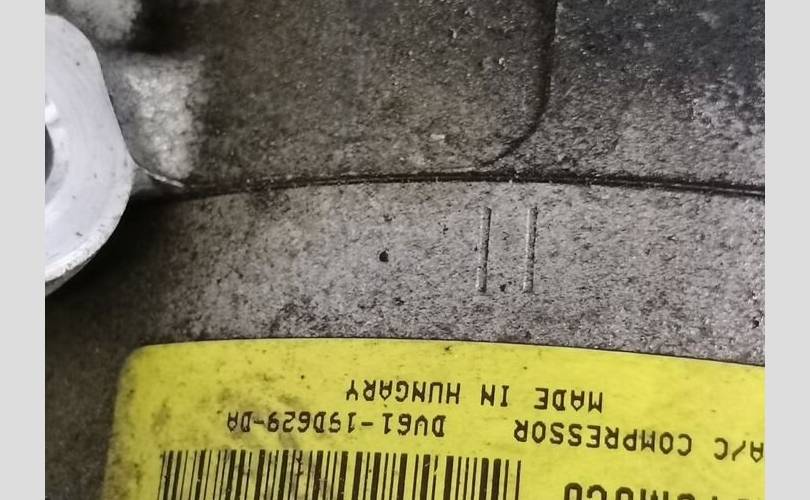 A/C COMPRESSOR DV61-19D629-DA
MADE IN HUNGARY